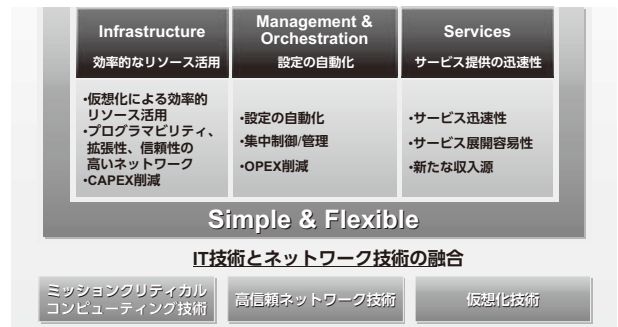 Infrastructure
効率的なリソース活用
・仮想化による効率的
リソース活用
・プログラマビリティ、
拡張性、信頼性の
高いネットワーク
・CAPEX削減
Management &
Orchestration
設定の自動化
・設定の自動化
・集中制御/管理
・OPEX削減
Services
サービス提供の迅速性
・サービス迅速性
・サービス展開容易性
・新たな収入源
Simple & Flexible
IT技術とネットワーク技術の融合
ミッションクリティカル
コンピューティング技術
高信頼ネットワーク技術
仮想化技術